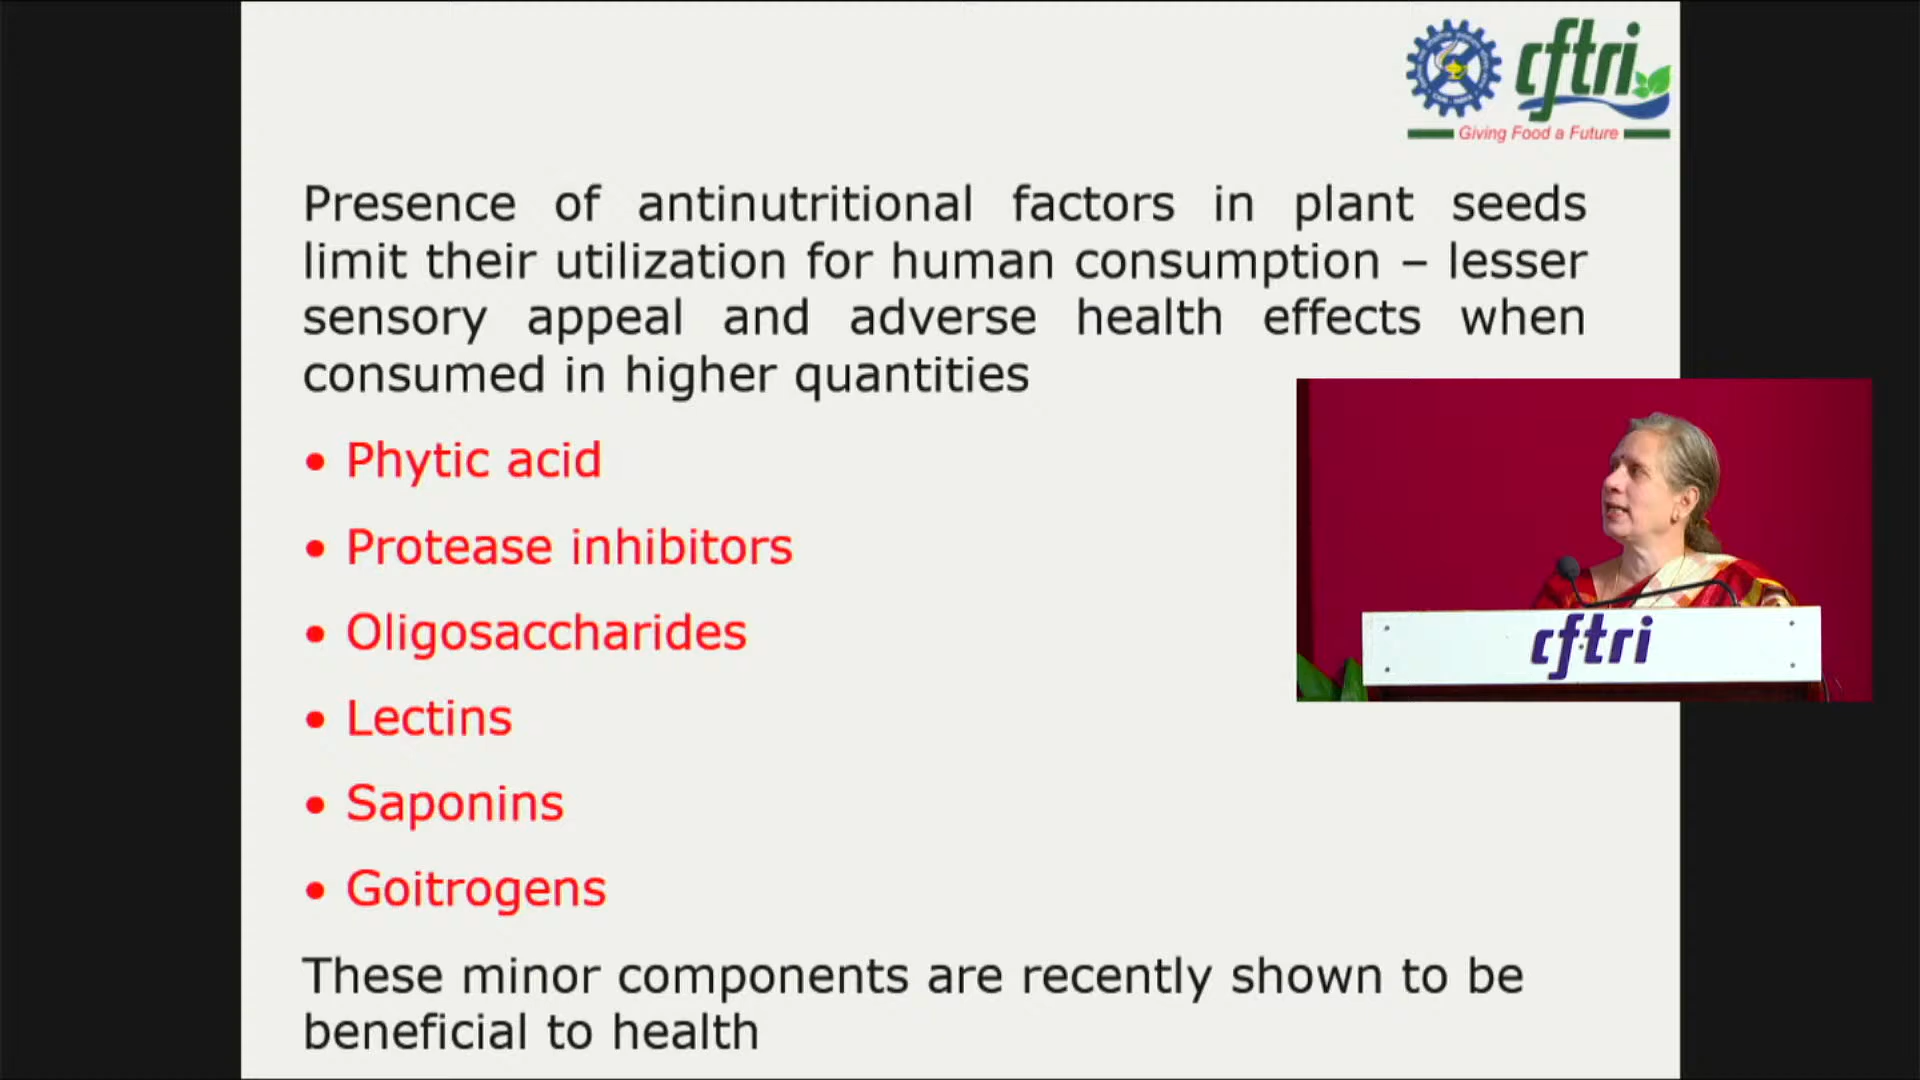 cftri
Giving Food a Future
Presence of antinutritional factors in plant seeds
limit their utilization for human consumption – lesser
sensory appeal and adverse health effects when
consumed in higher quantities
• Phytic acid
• Protease inhibitors
• Oligosaccharides
• Lectins
• Saponins
• Goitrogens
These minor components are recently shown to be
beneficial to health
cftri